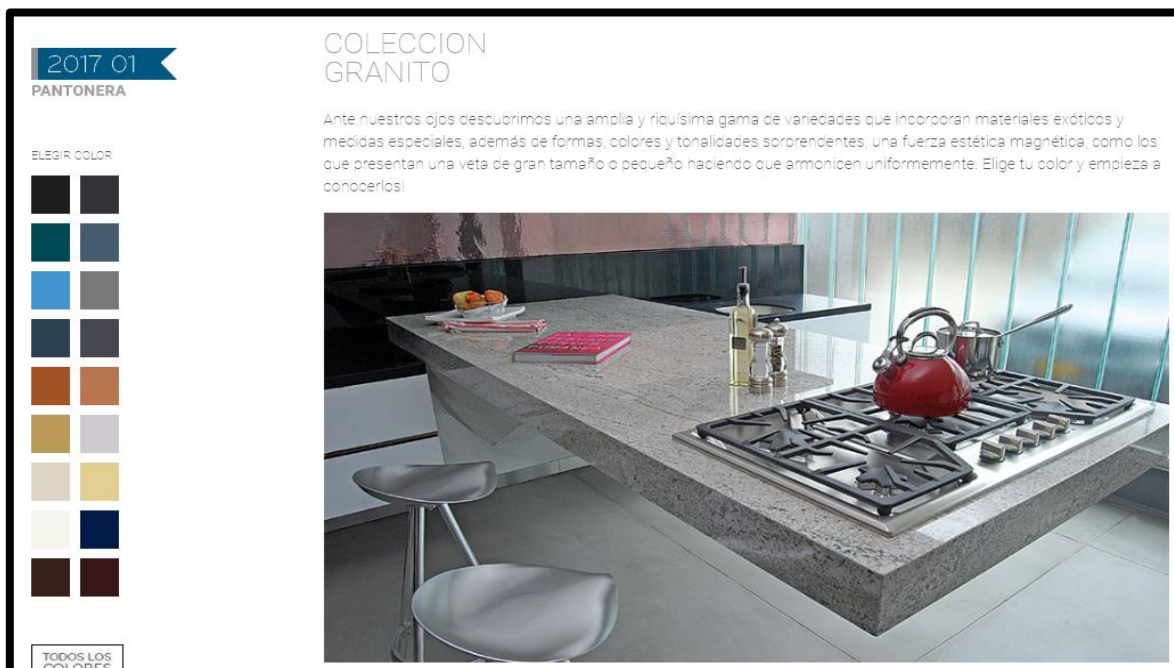 2017 01
PANTONERA
ELEGIR COLOR
TODOS LOS
COLORES
COLECCION
GRANITO
Ante nuestros ojos descubrimos una amplia y riquísima gama de variedades que incorporan materiales exóticos y
medidas especiales, además de formas, colores y tonalidades sorprendentes, una fuerza estética magnética, como los
que presentan una veta de gran tamaño o pequeño haciendo que armonicen uniformemente. Elige tu color y empieza a
conocerlos!